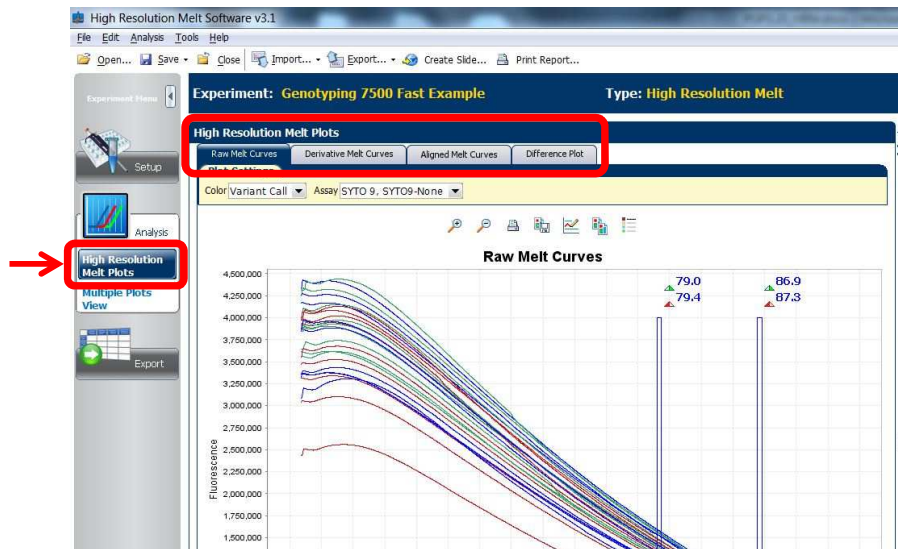 High Resolution Melt Software v3.1
File Edit Analysis Tools Help
Open... Save Close Import... Export... Create Slide... Print Report...
Experiment Menu
Experiment: Genotyping 7500 Fast Example Type: High Resolution Melt
High Resolution Melt Plots
Raw Melt Curves Derivative Melt Curves Aligned Melt Curves Difference Plot
Plot Settings
Color Variant Call Assay SYTO 9, SYTO9-None
Setup
Analysis
High Resolution
Melt Plots
Multiple Plots
View
Export
Raw Melt Curves
79.0 86.9
79.4 87.3
4,500,000
4,250,000
4,000,000
3,750,000
3,500,000
3,250,000
3,000,000
2,750,000
2,500,000
2,250,000
2,000,000
1,750,000
1,500,000
Fluorescence